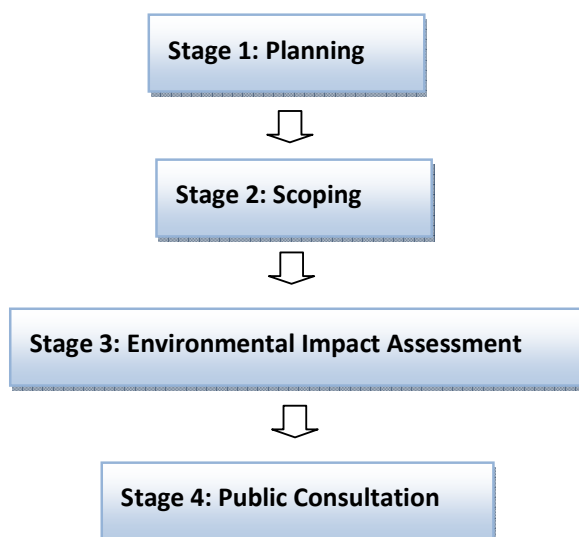 Stage 1: Planning
Stage 2: Scoping
Stage 3: Environmental Impact Assessment
Stage 4: Public Consultation